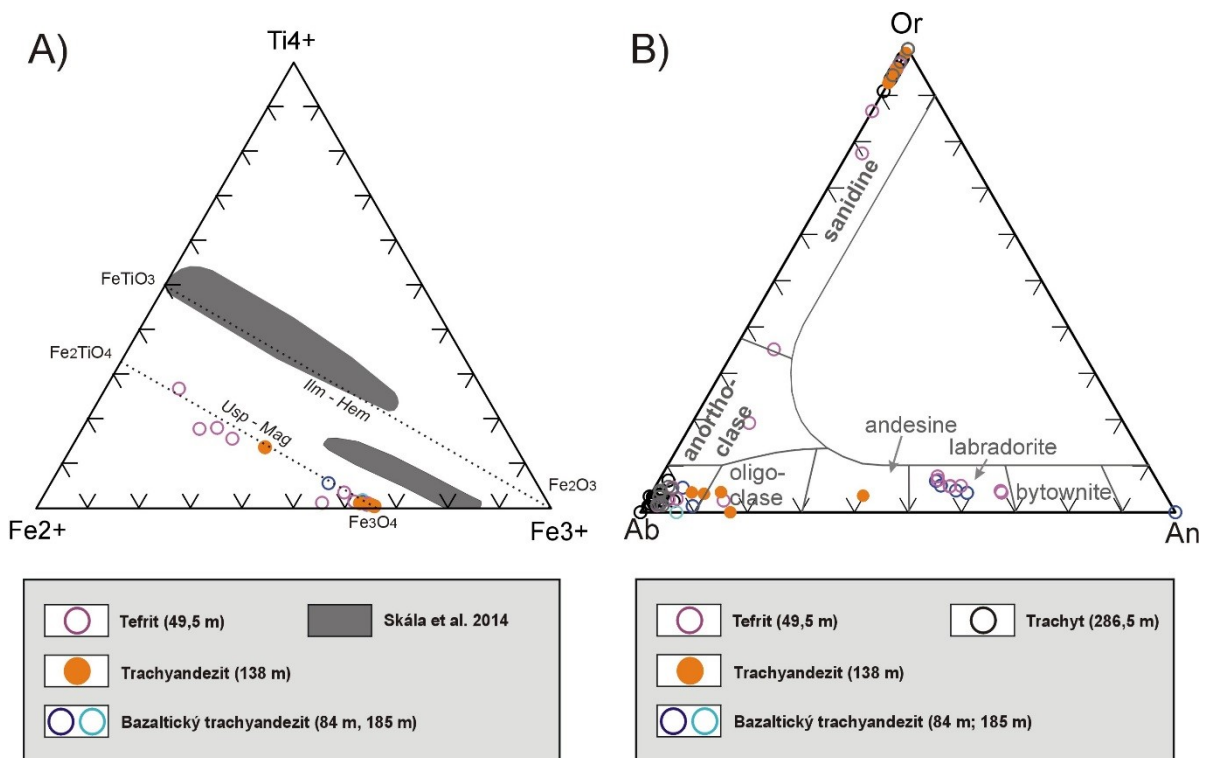 A)
Ti4+
FeTiO3
Fe2TiO4
Ilm - Hem
Usp - Mag
Fe2O3
Fe3O4
Fe2+
Fe3+
Tefrit (49,5 m)
Skála et al. 2014
Trachyandezit (138 m)
Bazaltický trachyandezit (84 m, 185 m)
B)
Or
sanidine
anortho-
clase
andesine
labradorite
oligo-
clase
bytownite
Ab
An
Tefrit (49,5 m)
Trachyt (286,5 m)
Trachyandezit (138 m)
Bazaltický trachyandezit (84 m; 185 m)